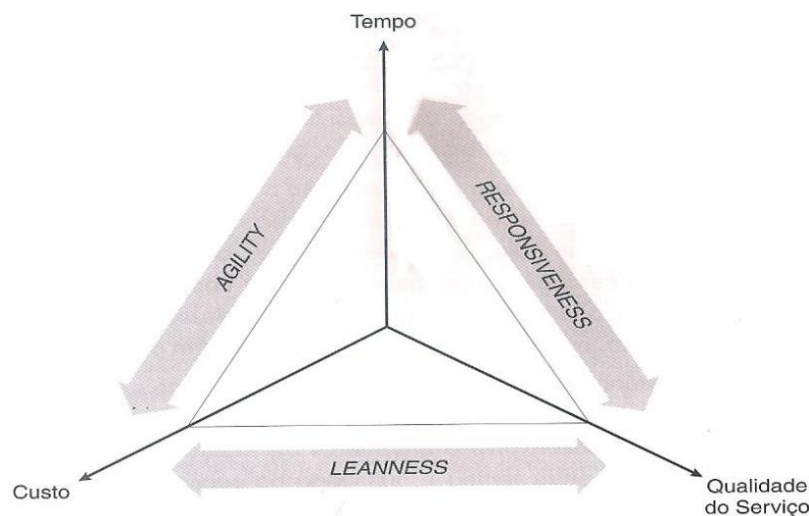 Tempo
AGILITY
RESPONSIVENESS
LEANNESS
Custo
Qualidade
do Serviço